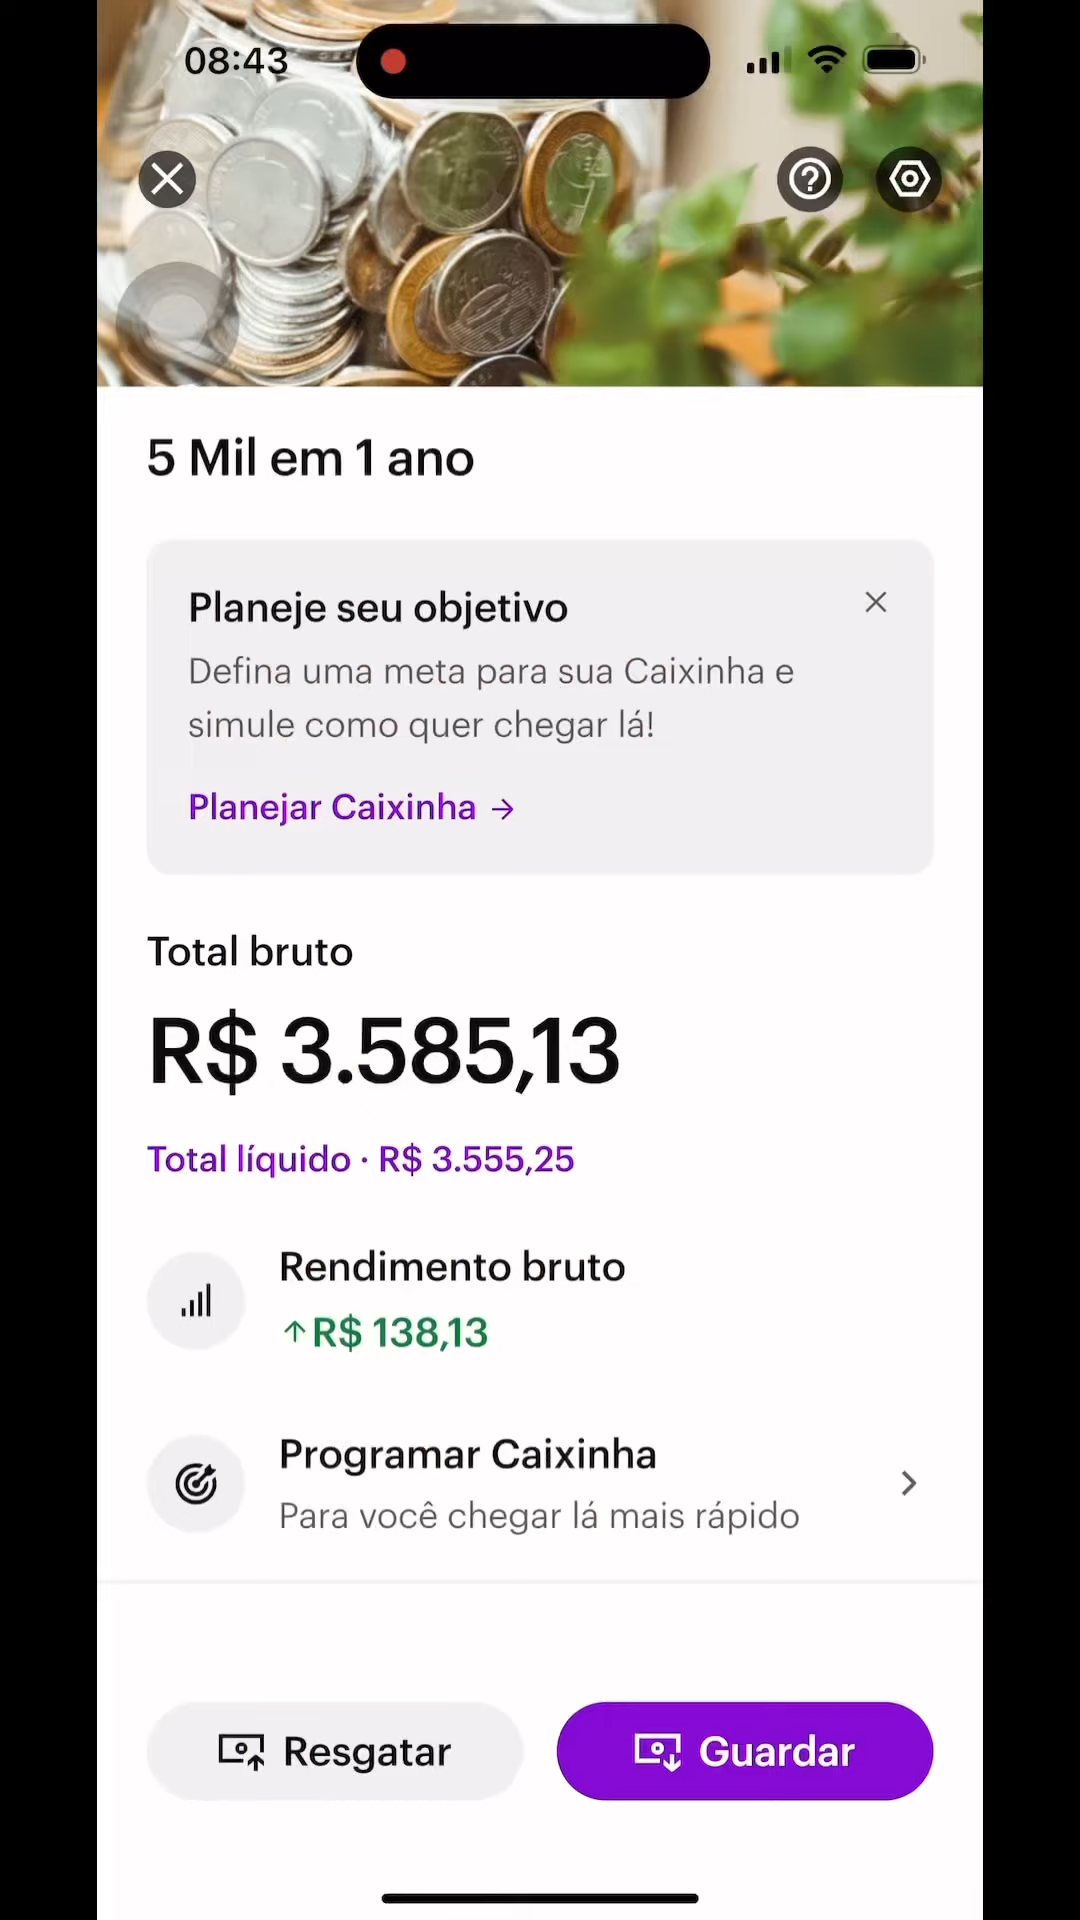 08:43
5 Mil em 1 ano
Planeje seu objetivo
Defina uma meta para sua Caixinha e
simule como quer chegar lá!
Planejar Caixinha →
Total bruto
R$ 3.585,13
Total líquido · R$ 3.555,25
Rendimento bruto
↑R$ 138,13
Programar Caixinha
Para você chegar lá mais rápido
Resgatar
Guardar